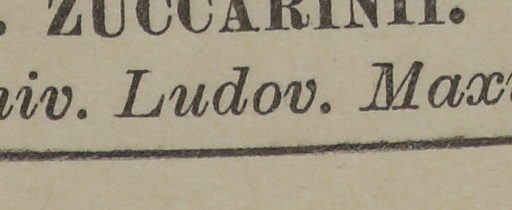 . ZUCCARINII.
niv. Ludov. Max